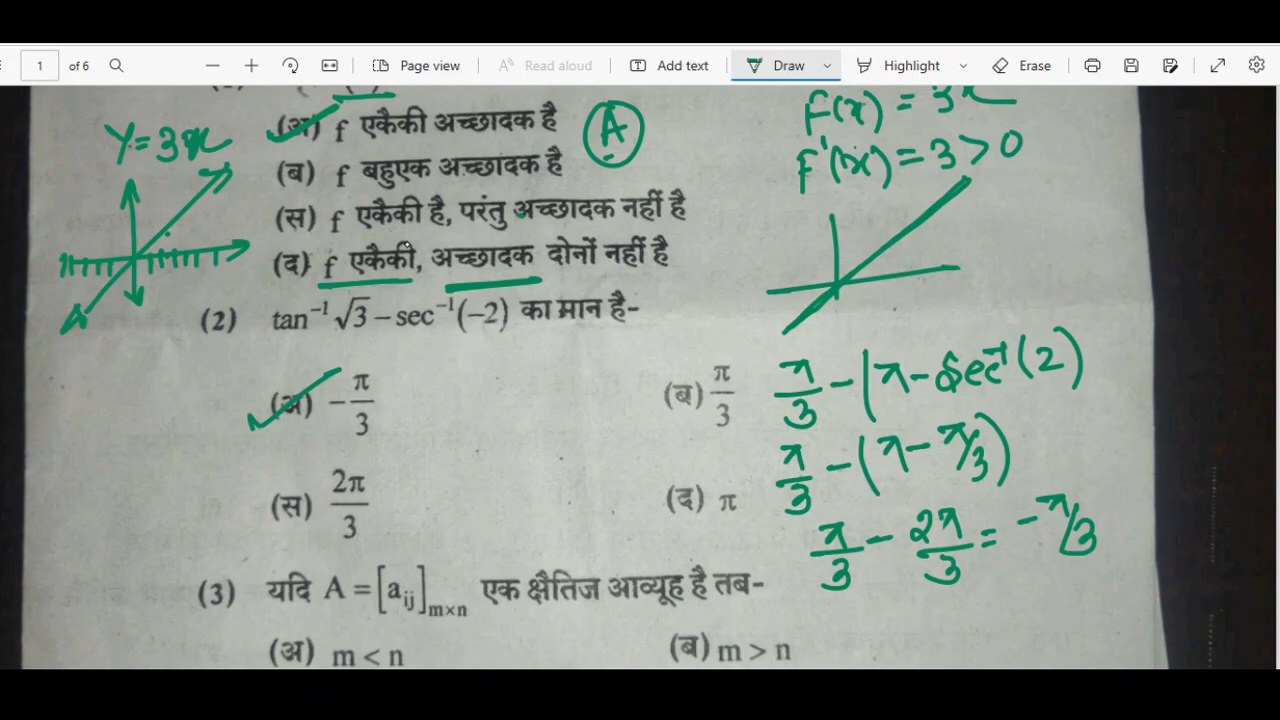 1 of 6 Page view Read aloud Add text Draw Highlight Erase
(अ) f एकैकी अच्छादक है
(ब) f बहुएक अच्छादक है
(स) f एकैकी है, परंतु अच्छादक नहीं है
(द) f एकैकी, अच्छादक दोनों नहीं है
Y=3x
A
F(x) = 3x
F'(x) = 3 > 0
(2) tan⁻¹ √3 – sec⁻¹ (–2) का मान है-
(अ) –π/3 (ब) π/3
(स) 2π/3 (द) π
π/3 – (π – sec⁻¹(2)
π/3 – (π – π/3)
π/3 – 2π/3 = –π/3
(3) यदि A = [aij]m×n एक क्षैतिज आव्यूह है तब-
(अ) m < n (ब) m > n